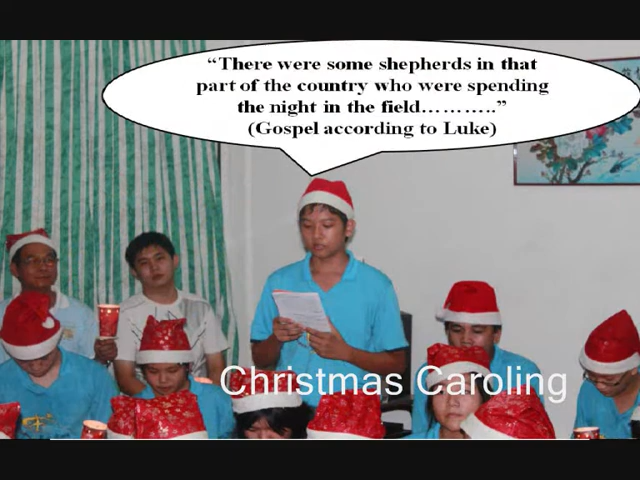 “There were some shepherds in that
part of the country who were spending
the night in the field………..”
(Gospel according to Luke)
Christmas Caroling